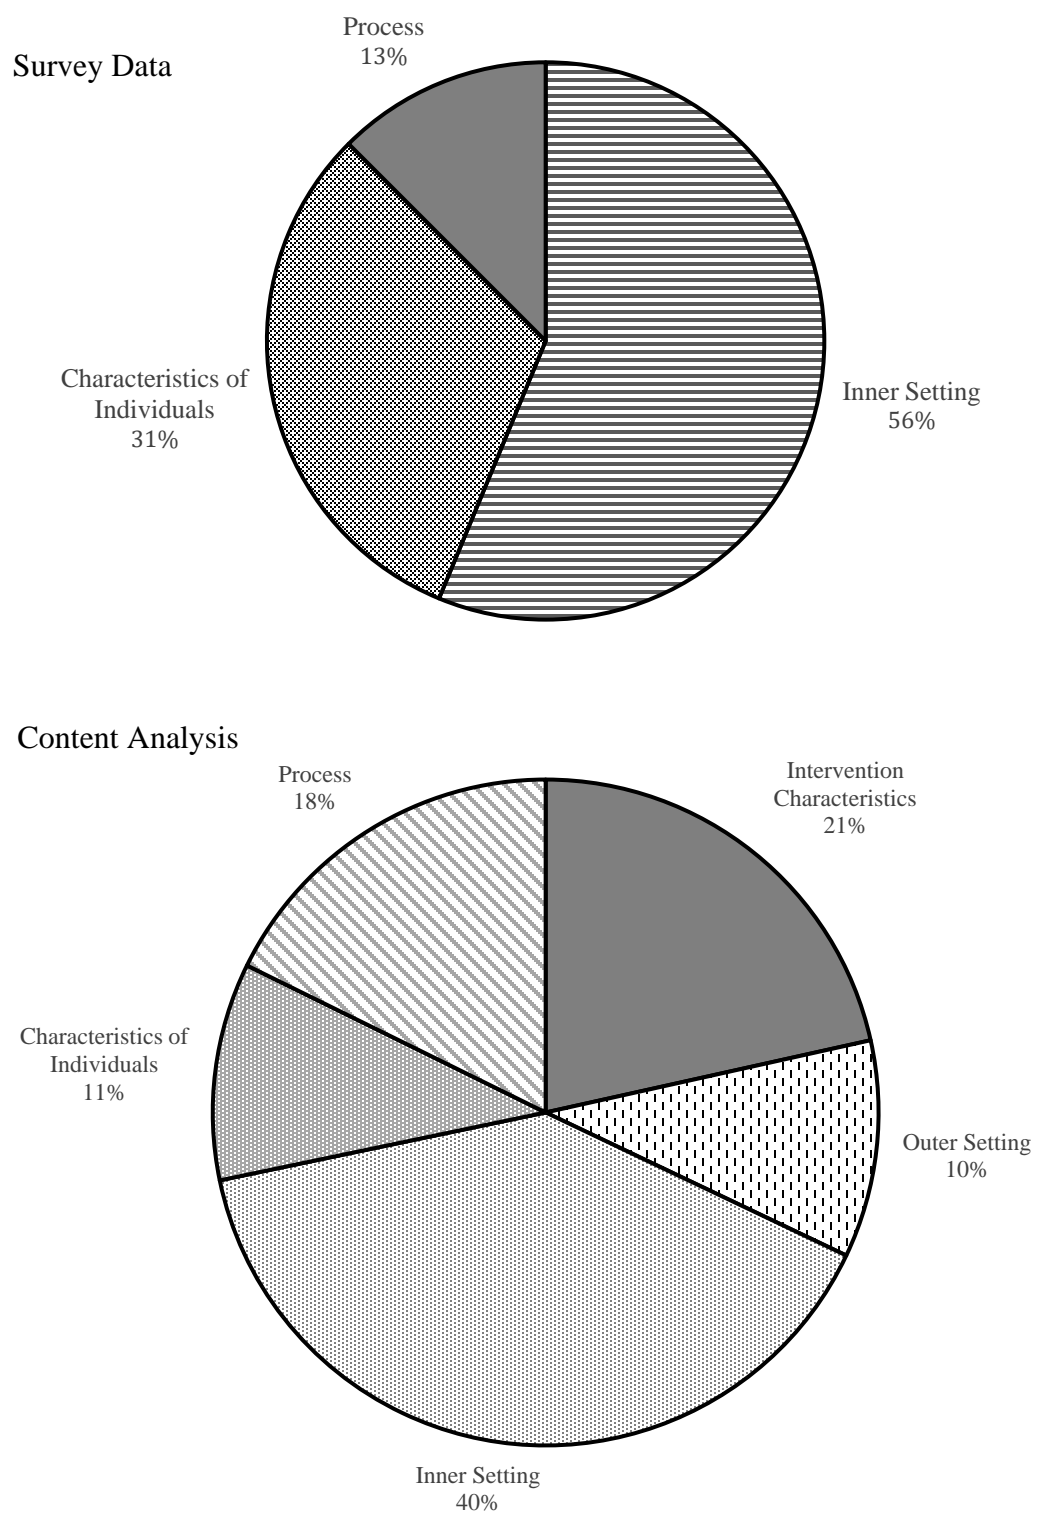 Process
13%
Survey Data
Characteristics of
Individuals
31%
Inner Setting
56%
Content Analysis
Process
18%
Intervention
Characteristics
21%
Characteristics of
Individuals
11%
Outer Setting
10%
Inner Setting
40%